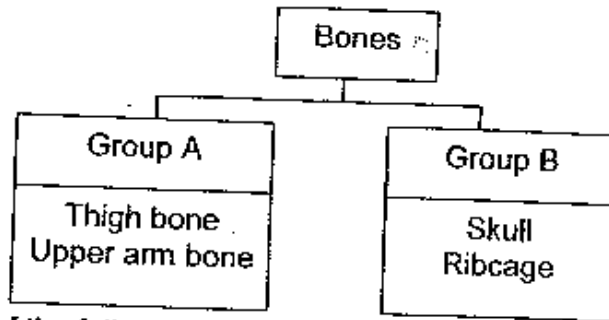 Bones
Group A
Group B
Thigh bone
Upper arm bone
Skull
Ribcage